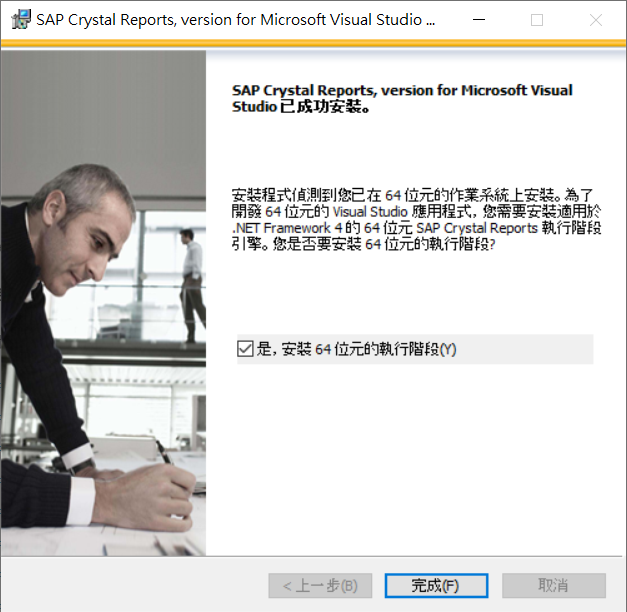 SAP Crystal Reports, version for Microsoft Visual Studio ...
SAP Crystal Reports, version for Microsoft Visual
Studio 已成功安裝。
安裝程式偵測到您已在 64 位元的作業系統上安裝。為了
開發 64 位元的 Visual Studio 應用程式，您需要安裝適用於
.NET Framework 4 的 64 位元 SAP Crystal Reports 執行階段
引擎。您是否要安裝 64 位元的執行階段?
是，安裝 64 位元的執行階段(Y)
< 上一步(B)
完成(F)
取消